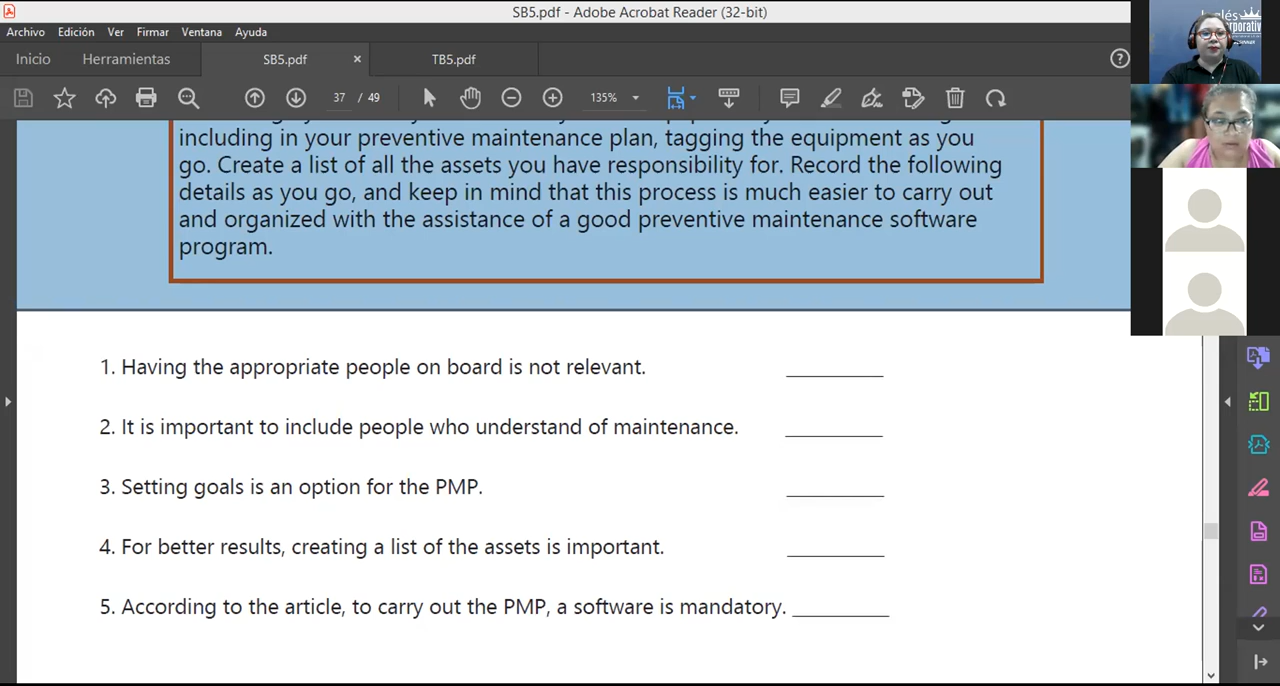 SB5.pdf - Adobe Acrobat Reader (32-bit)
Archivo Edición Ver Firmar Ventana Ayuda
Inicio Herramientas SB5.pdf × TB5.pdf
37 / 49 135%
including in your preventive maintenance plan, tagging the equipment as you
go. Create a list of all the assets you have responsibility for. Record the following
details as you go, and keep in mind that this process is much easier to carry out
and organized with the assistance of a good preventive maintenance software
program.
1. Having the appropriate people on board is not relevant. ________
2. It is important to include people who understand of maintenance. ________
3. Setting goals is an option for the PMP. ________
4. For better results, creating a list of the assets is important. ________
5. According to the article, to carry out the PMP, a software is mandatory. ________